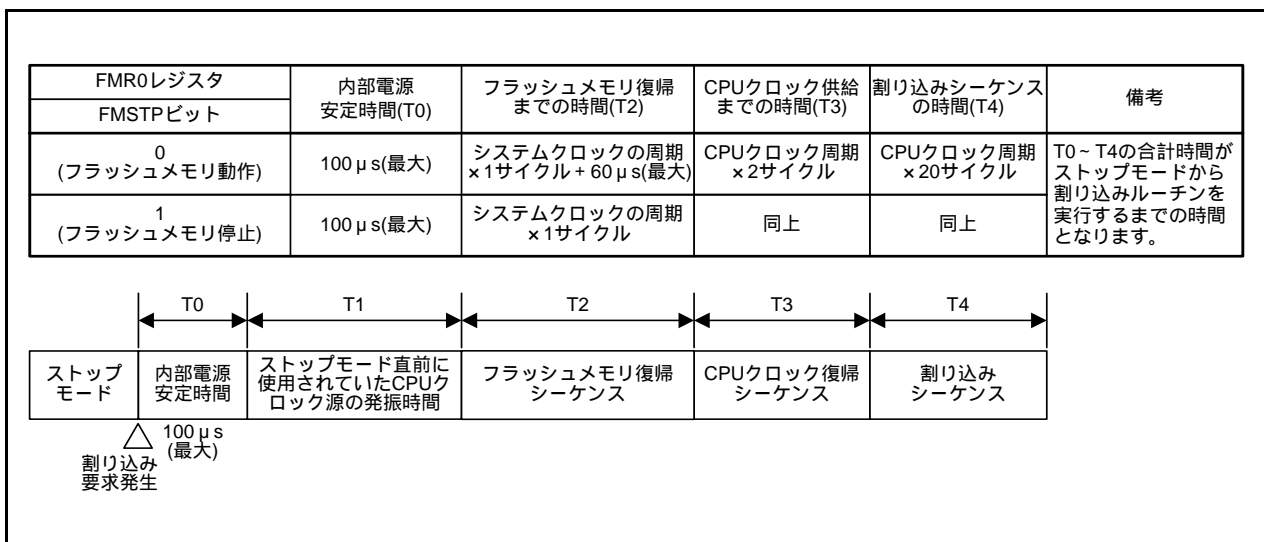 FMR0レジスタ
FMSTPビット
内部電源
安定時間(T0)
フラッシュメモリ復帰
までの時間(T2)
CPUクロック供給
までの時間(T3)
割り込みシーケンス
の時間(T4)
備考
0
(フラッシュメモリ動作)
100μs(最大)
システムクロックの周期
×1サイクル+60μs(最大)
CPUクロック周期
×2サイクル
CPUクロック周期
×20サイクル
T0~T4の合計時間が
ストップモードから
割り込みルーチンを
実行するまでの時間
となります。
1
(フラッシュメモリ停止)
100μs(最大)
システムクロックの周期
×1サイクル
同上
同上
T0
T1
T2
T3
T4
ストップ
モード
内部電源
安定時間
ストップモード直前に
使用されていたCPUク
ロック源の発振時間
フラッシュメモリ復帰
シーケンス
CPUクロック復帰
シーケンス
割り込み
シーケンス
100μs
(最大)
割り込み
要求発生